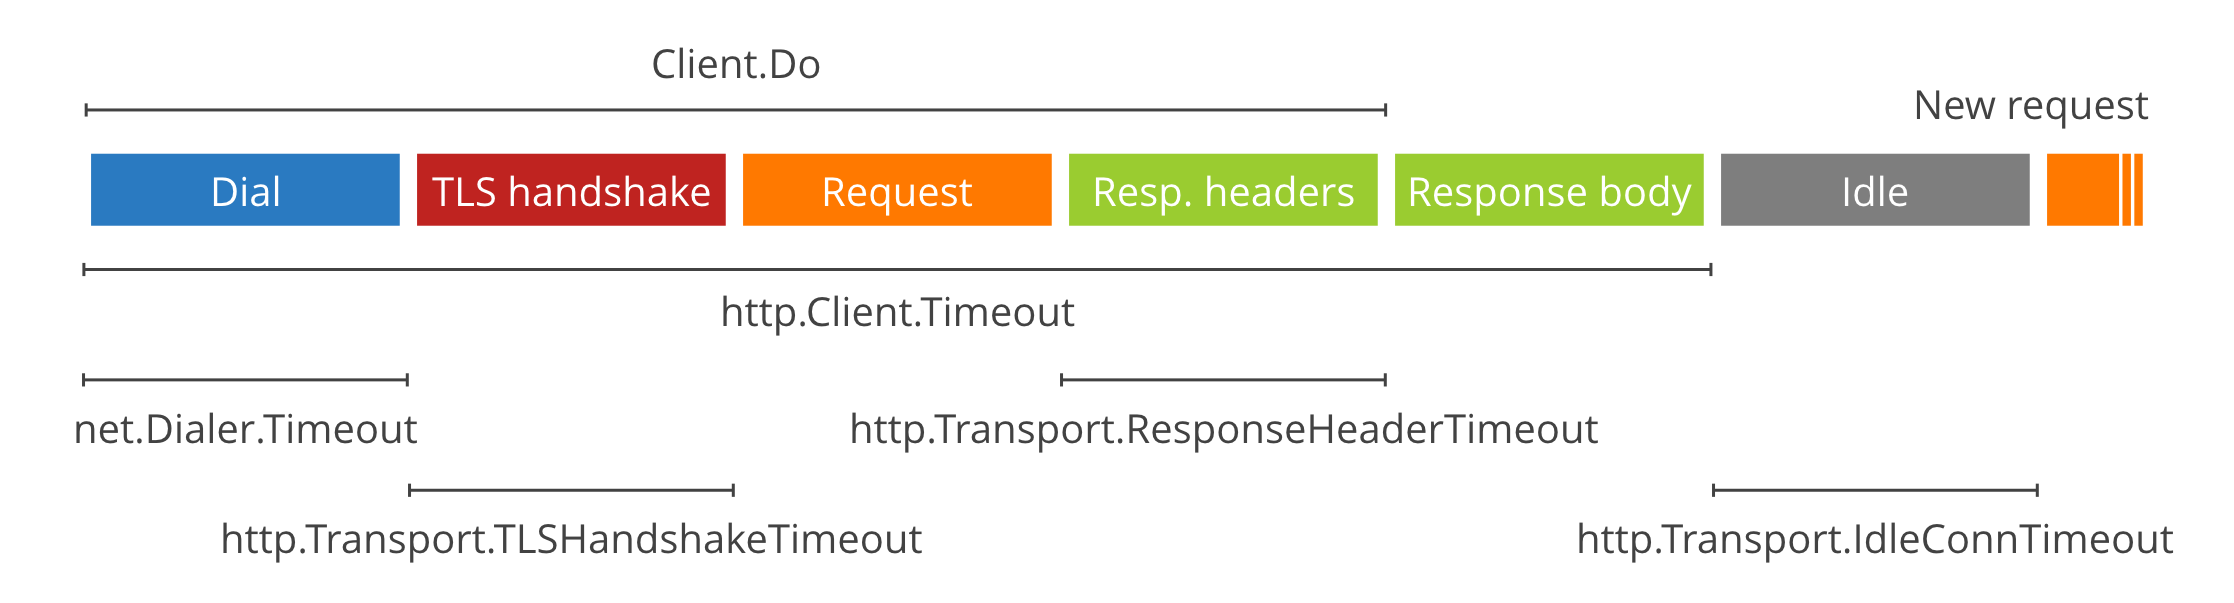 Client.Do
New request
Dial
TLS handshake
Request
Resp. headers
Response body
Idle
http.Client.Timeout
net.Dialer.Timeout
http.Transport.ResponseHeaderTimeout
http.Transport.TLSHandshakeTimeout
http.Transport.IdleConnTimeout